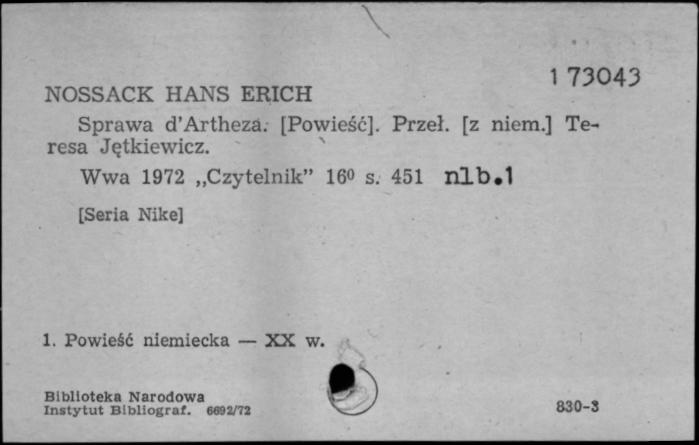 1 73043
NOSSACK HANS ERICH
Sprawa d'Artheza. [Powieść]. Przeł. [z niem.] Te-
resa Jętkiewicz.
Wwa 1972 „Czytelnik” 16⁰ s. 451 nlb.1
[Seria Nike]
1. Powieść niemiecka — XX w.
Biblioteka Narodowa
Instytut Bibliograf. 6692/72
830-3